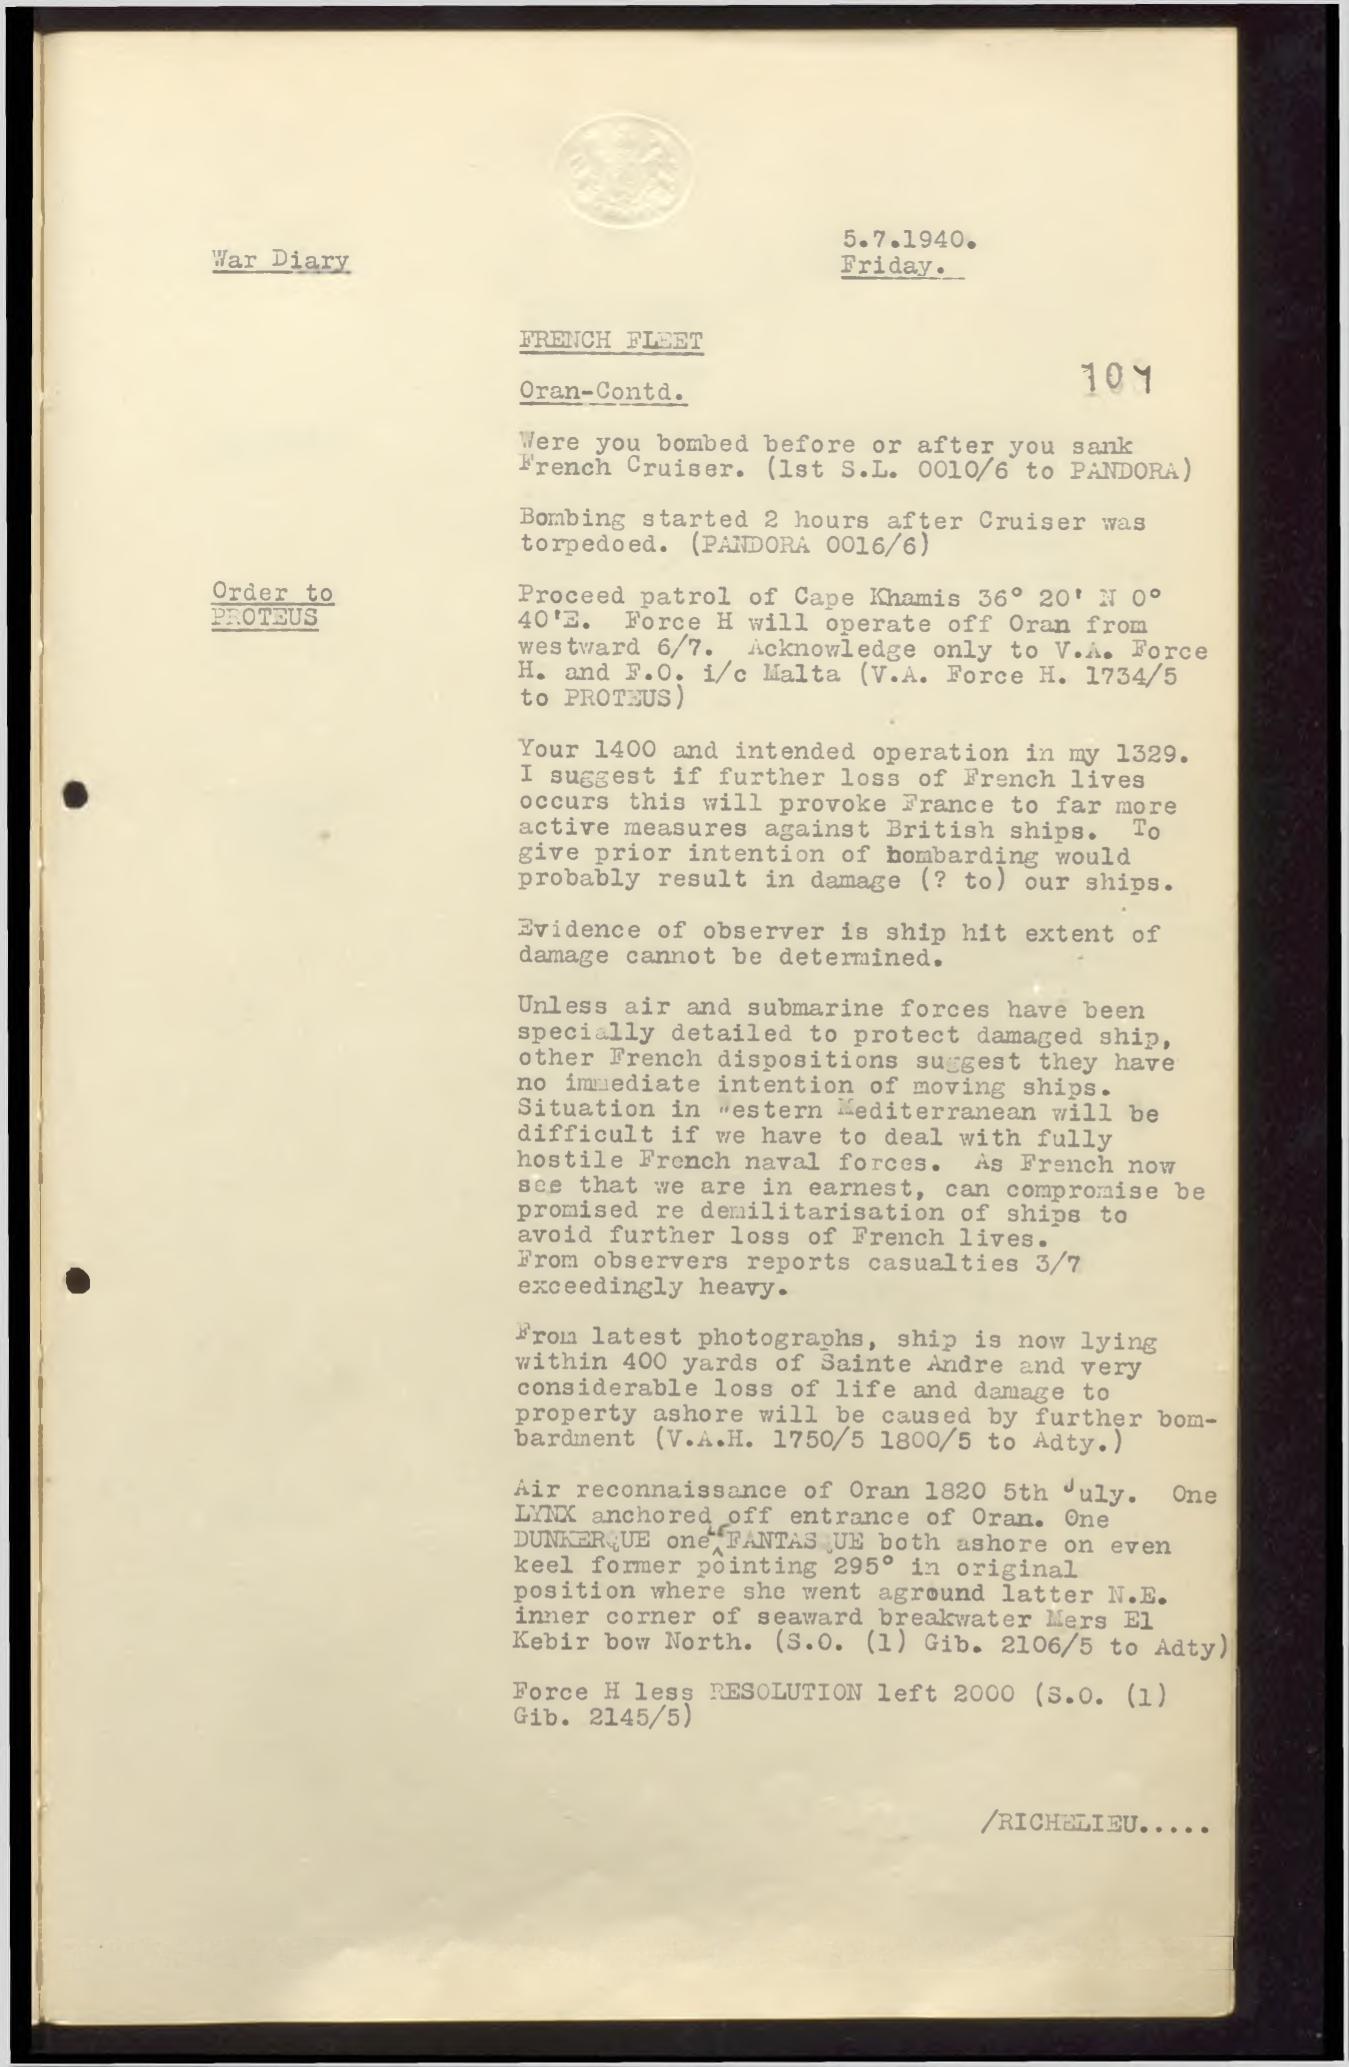 War Diary
5.7.1940.
Friday.
FRENCH FLEET
Oran-Contd.
Were you bombed before or after you sank
French Cruiser. (1st S.L. 0010/6 to PANDORA)
Bombing started 2 hours after Cruiser was
torpedoed. (PANDORA 0016/6)
Order to
PROTEUS
Proceed patrol of Cape Khamis 36° 20' N 0°
40'E. Force H will operate off Oran from
westward 6/7. Acknowledge only to V.A. Force
H. and F.O. i/c Malta (V.A. Force H. 1734/5
to PROTEUS)
Your 1400 and intended operation in my 1329.
I suggest if further loss of French lives
occurs this will provoke France to far more
active measures against British ships. To
give prior intention of bombarding would
probably result in damage (? to) our ships.
Evidence of observer is ship hit extent of
damage cannot be determined.
Unless air and submarine forces have been
specially detailed to protect damaged ship,
other French dispositions suggest they have
no immediate intention of moving ships.
Situation in Western Mediterranean will be
difficult if we have to deal with fully
hostile French naval forces. As French now
see that we are in earnest, can compromise be
promised re demilitarisation of ships to
avoid further loss of French lives.
From observers reports casualties 3/7
exceedingly heavy.
From latest photographs, ship is now lying
within 400 yards of Sainte Andre and very
considerable loss of life and damage to
property ashore will be caused by further bom-
bardment (V.A.H. 1750/5 1800/5 to Adty.)
Air reconnaissance of Oran 1820 5th July. One
LYNX anchored off entrance of Oran. One
DUNKERQUE one Le FANTASQUE both ashore on even
keel former pointing 295° in original
position where she went aground latter N.E.
inner corner of seaward breakwater Mers El
Kebir bow North. (S.O. (1) Gib. 2106/5 to Adty)
Force H less RESOLUTION left 2000 (S.O. (1)
Gib. 2145/5)
/RICHELIEU.....